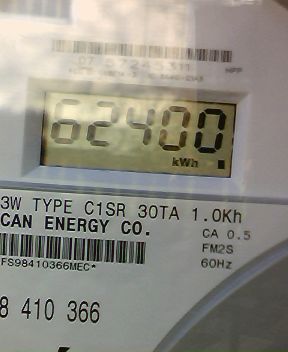 62400
kWh
3W TYPE C1SR 30TA 1.0Kh
CAN ENERGY CO.
CA 0.5
FM2S
60Hz
FS98410366MEC*
8 410 366